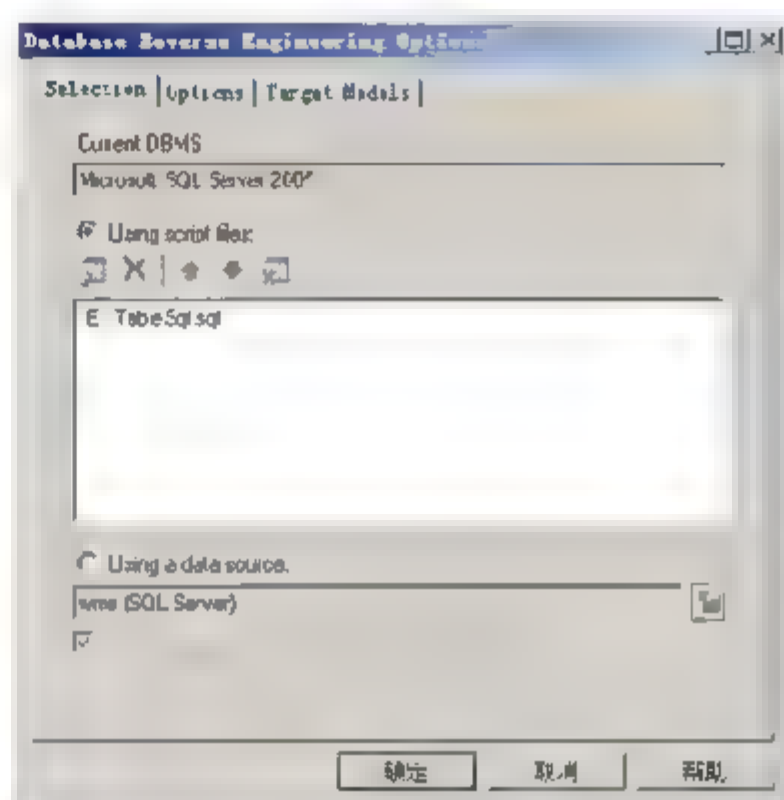 Database Reverse Engineering Options
Selection | Options | Target Models |
Current DBMS
Microsoft SQL Server
Using script files:
E TableSql.sql
Using a data source:
(SQL Server)
确定 取消 帮助